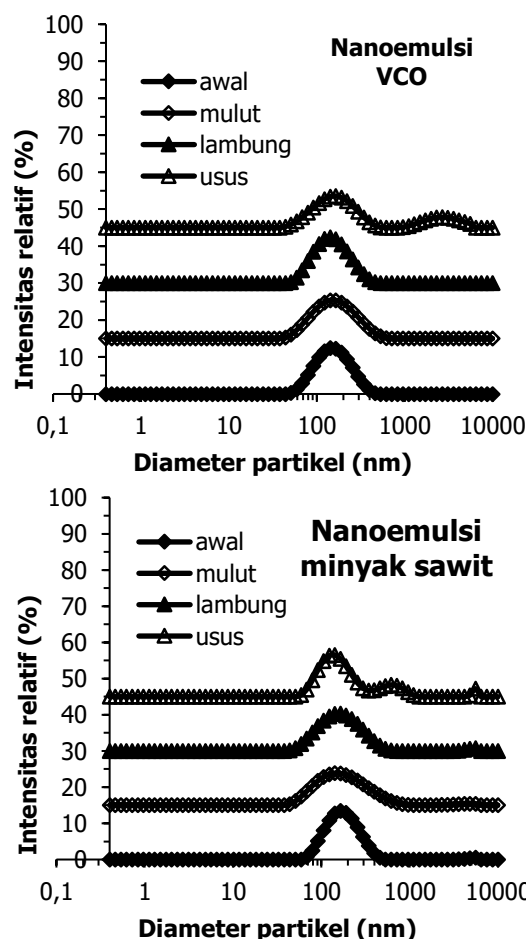 Nanoemulsi
VCO
awal
mulut
lambung
usus
Intensitas relatif (%)
100
90
80
70
60
50
40
30
20
10
0
0,1 1 10 100 1000 10000
Diameter partikel (nm)
Nanoemulsi
minyak sawit
awal
mulut
lambung
usus
Intensitas relatif (%)
100
90
80
70
60
50
40
30
20
10
0
0,1 1 10 100 1000 10000
Diameter partikel (nm)